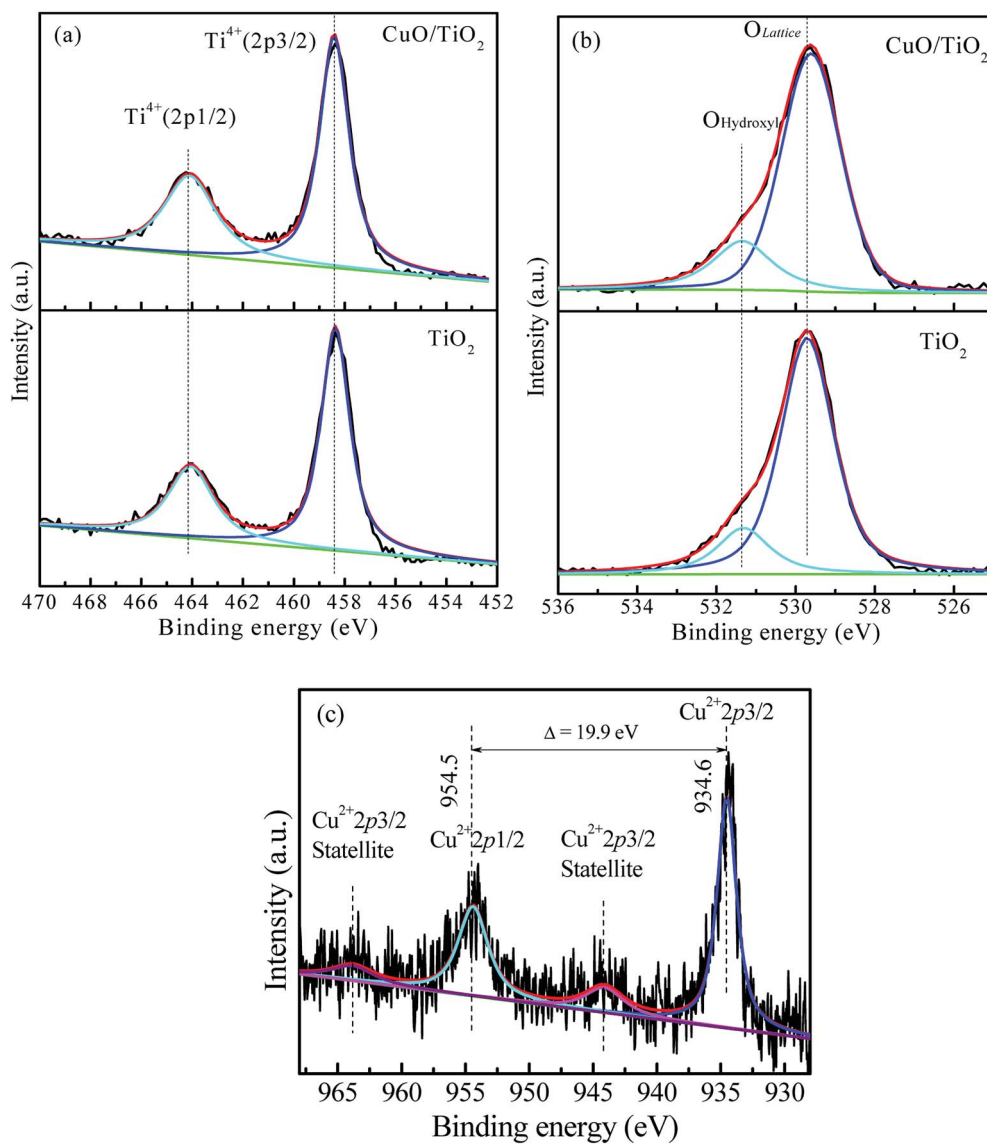 (a)
Ti⁴⁺(2p3/2)
CuO/TiO₂
Ti⁴⁺(2p1/2)
TiO₂
Intensity (a.u.)
470 468 466 464 462 460 458 456 454 452
Binding energy (eV)
(b)
O_Lattice
CuO/TiO₂
O_Hydroxyl
TiO₂
Intensity (a.u.)
536 534 532 530 528 526
Binding energy (eV)
(c)
Cu²⁺2p3/2
Δ = 19.9 eV
954.5
934.6
Cu²⁺2p3/2
Statellite
Cu²⁺2p1/2
Cu²⁺2p3/2
Statellite
Intensity (a.u.)
965 960 955 950 945 940 935 930
Binding energy (eV)